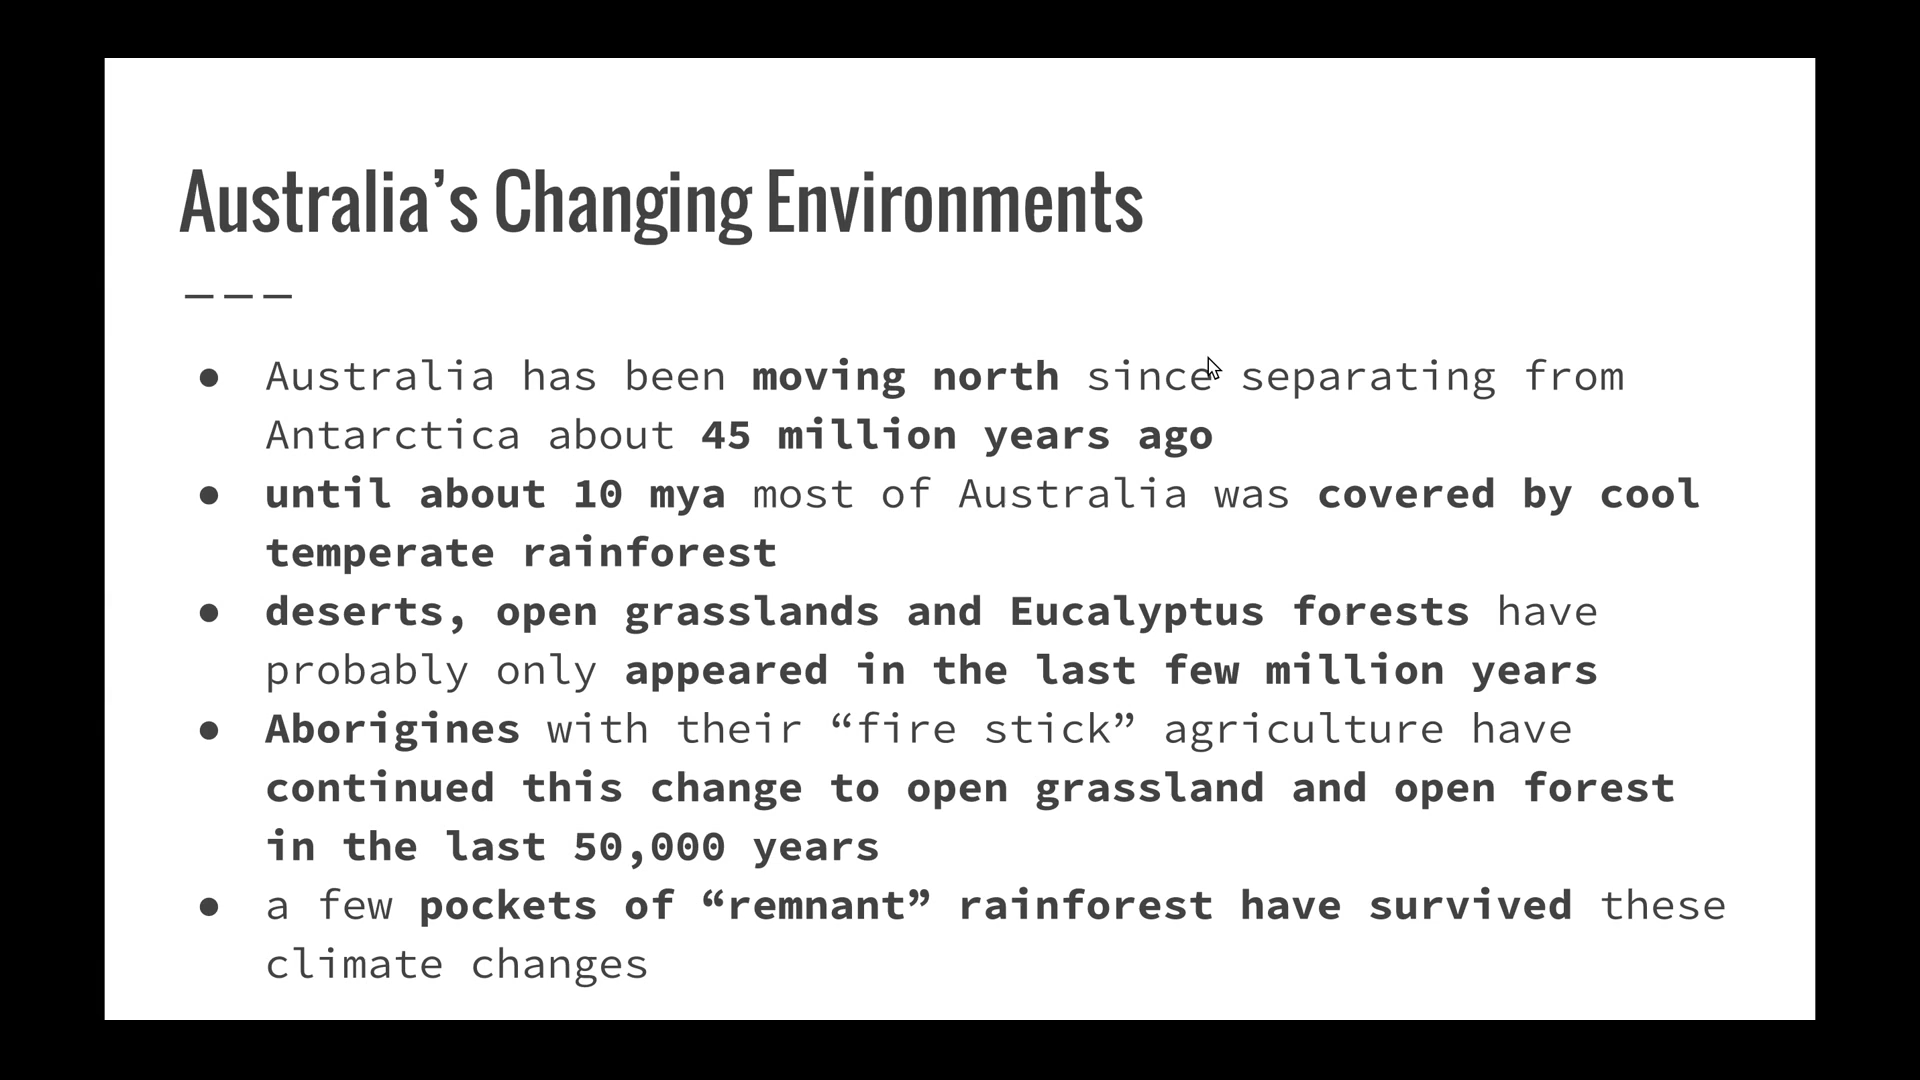 Australia’s Changing Environments
● Australia has been moving north since separating from
Antarctica about 45 million years ago
● until about 10 mya most of Australia was covered by cool
temperate rainforest
● deserts, open grasslands and Eucalyptus forests have
probably only appeared in the last few million years
● Aborigines with their “fire stick” agriculture have
continued this change to open grassland and open forest
in the last 50,000 years
● a few pockets of “remnant” rainforest have survived these
climate changes